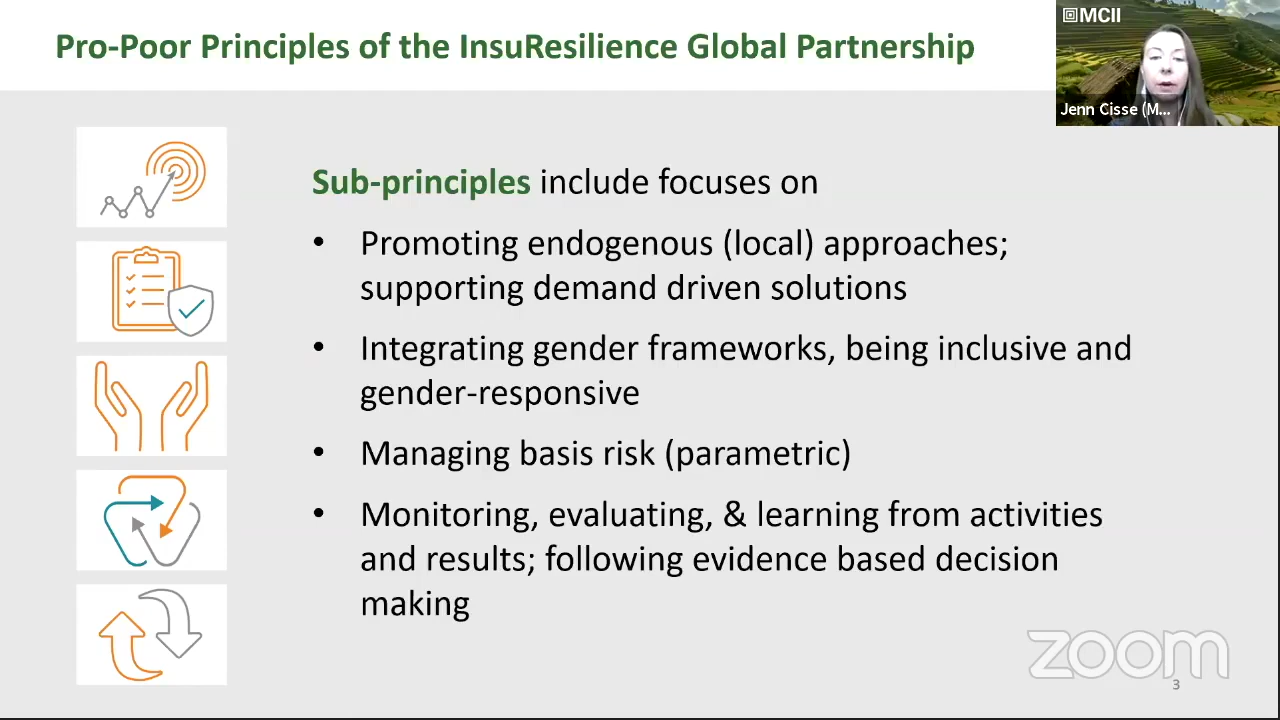 Pro-Poor Principles of the InsuResilience Global Partnership
MCII
Jenn Cisse (M...
Sub-principles include focuses on
• Promoting endogenous (local) approaches;
supporting demand driven solutions
• Integrating gender frameworks, being inclusive and
gender-responsive
• Managing basis risk (parametric)
• Monitoring, evaluating, & learning from activities
and results; following evidence based decision
making
zoom
3